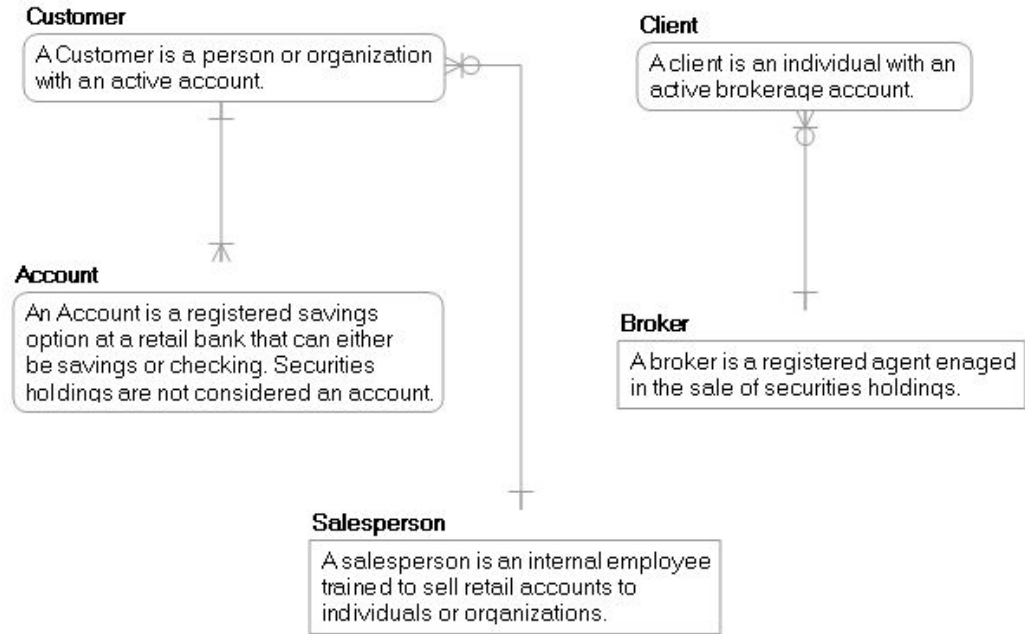 Customer
A Customer is a person or organization
with an active account.
Client
A client is an individual with an
active brokerage account.
Account
An Account is a registered savings
option at a retail bank that can either
be savings or checking. Securities
holdings are not considered an account.
Broker
A broker is a registered agent enaged
in the sale of securities holdings.
Salesperson
A salesperson is an internal employee
trained to sell retail accounts to
individuals or organizations.